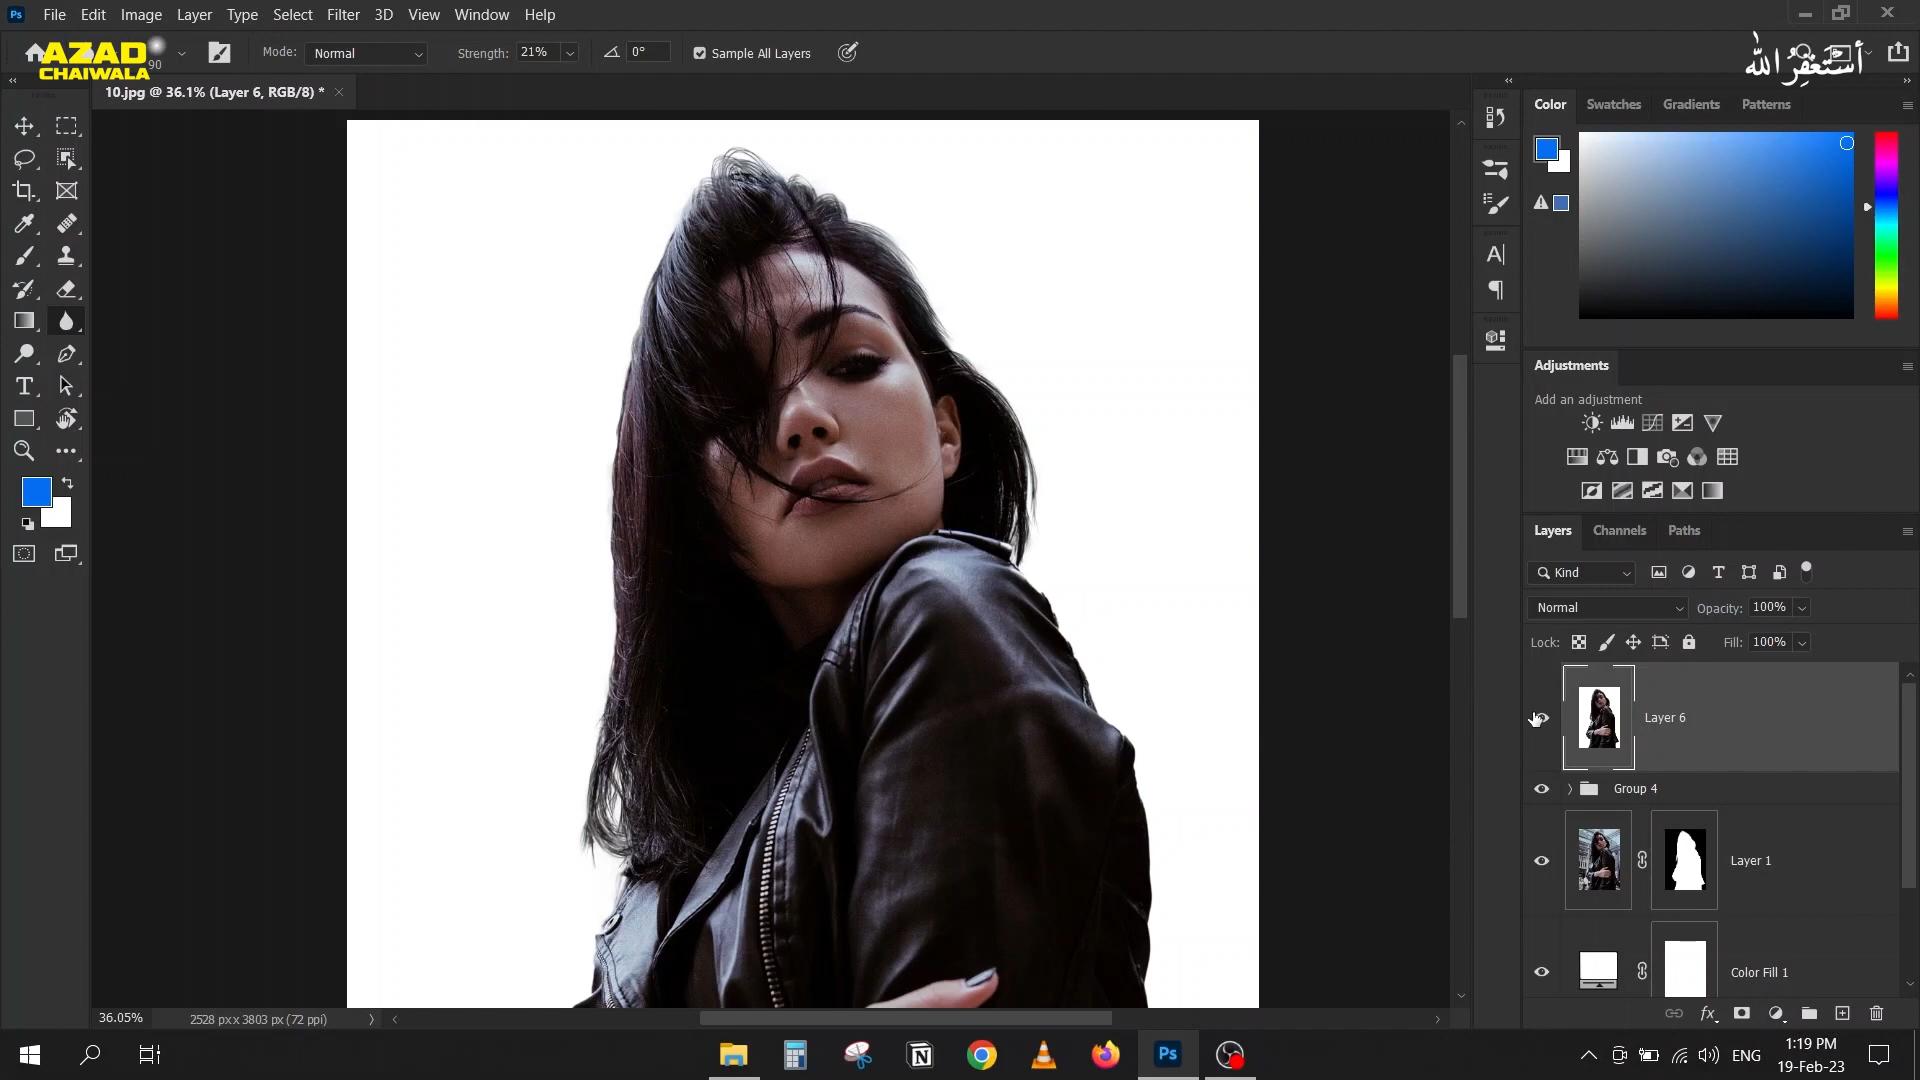 File Edit Image Layer Type Select Filter 3D View Window Help
AZAD
CHAIWALA
90
Mode: Normal Strength: 21% 0° Sample All Layers
أستغفر الله
10.jpg @ 36.1% (Layer 6, RGB/8) *
Color Swatches Gradients Patterns
Adjustments
Add an adjustment
Layers Channels Paths
Kind
Normal Opacity: 100%
Lock: Fill: 100%
Layer 6
Group 4
Layer 1
Color Fill 1
36.05% 2528 px x 3803 px (72 ppi)
ENG
1:19 PM
19-Feb-23